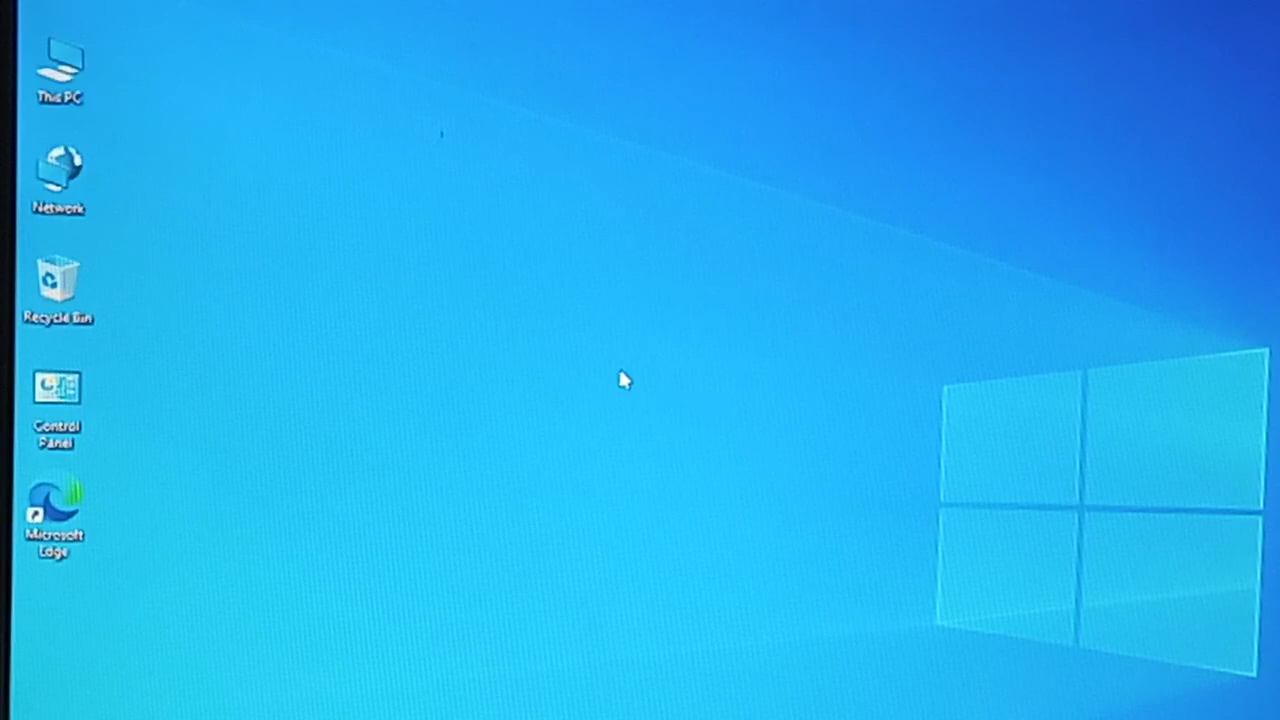 This PC
Network
Recycle Bin
Control
Panel
Microsoft
Edge